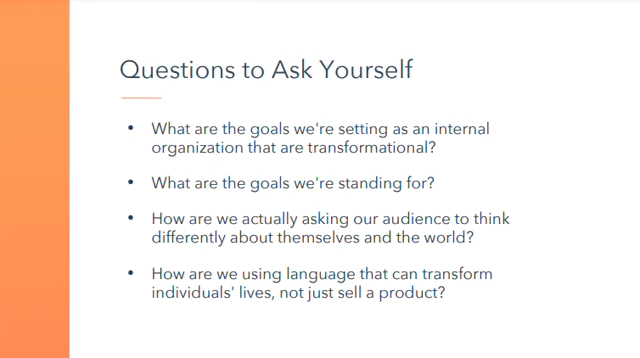 Questions to Ask Yourself
• What are the goals we're setting as an internal
organization that are transformational?
• What are the goals we're standing for?
• How are we actually asking our audience to think
differently about themselves and the world?
• How are we using language that can transform
individuals' lives, not just sell a product?